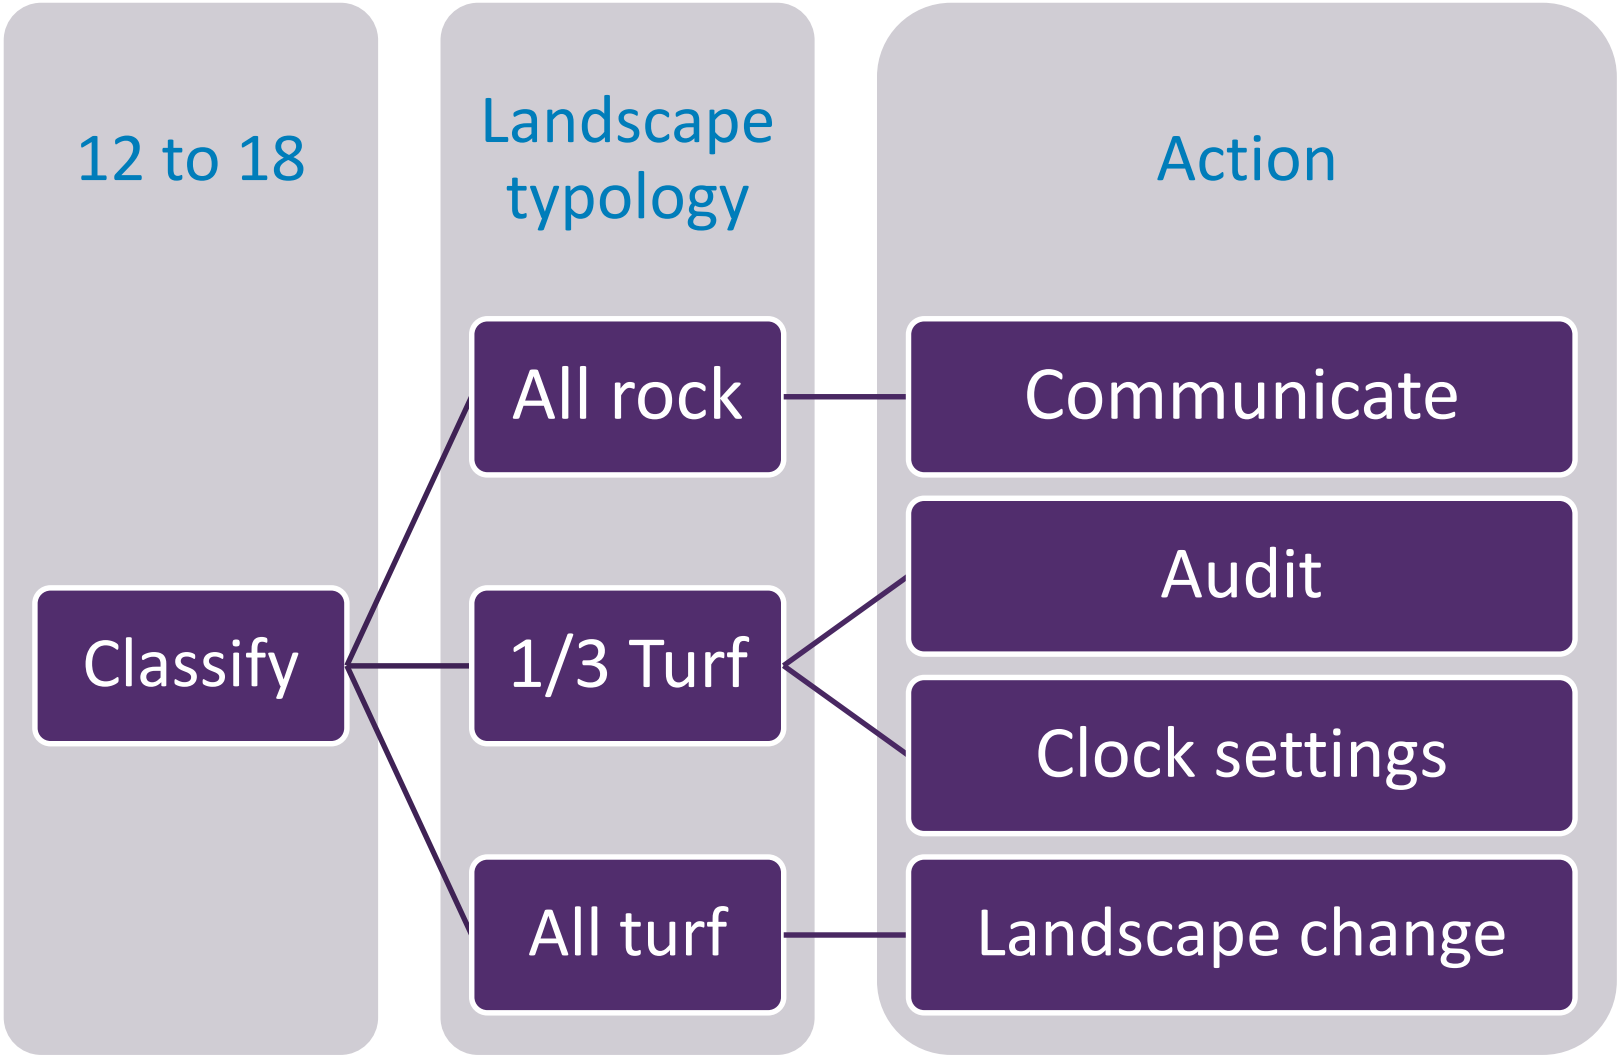 12 to 18
Landscape
typology
Action
Classify
All rock
1/3 Turf
All turf
Communicate
Audit
Clock settings
Landscape change